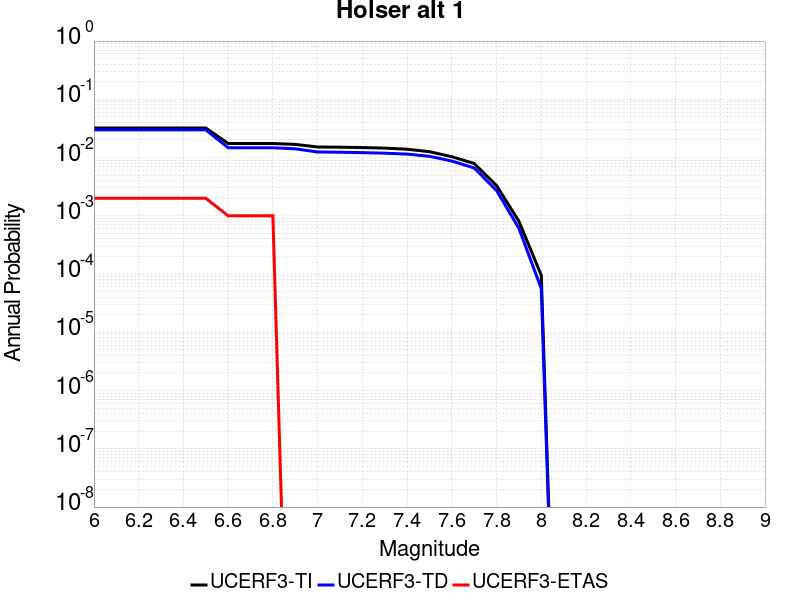 Holser alt 1
10^0
10^-1
10^-2
10^-3
10^-4
10^-5
10^-6
10^-7
10^-8
Annual Probability
6 6.2 6.4 6.6 6.8 7 7.2 7.4 7.6 7.8 8 8.2 8.4 8.6 8.8 9
Magnitude
UCERF3-TI UCERF3-TD UCERF3-ETAS